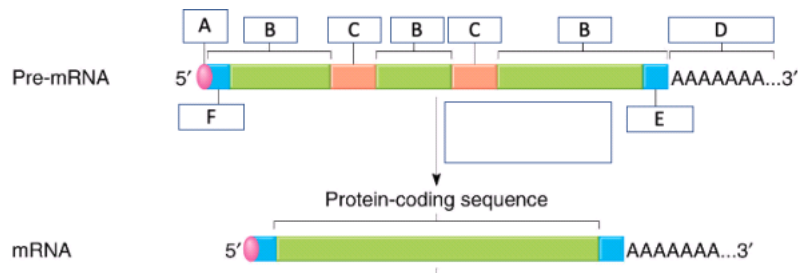 A
B C B C B D
Pre-mRNA 5′ AAAAAAA...3′
F E
Protein-coding sequence
mRNA 5′ AAAAAAA...3′